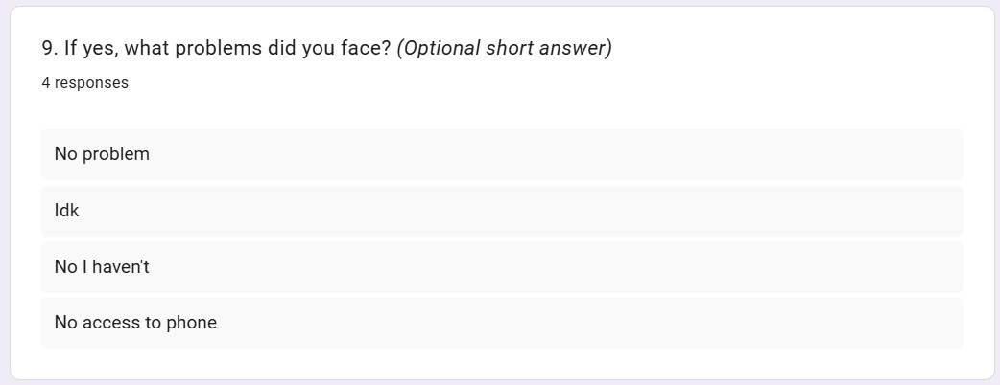 9. If yes, what problems did you face? (Optional short answer)
4 responses
No problem
Idk
No I haven't
No access to phone